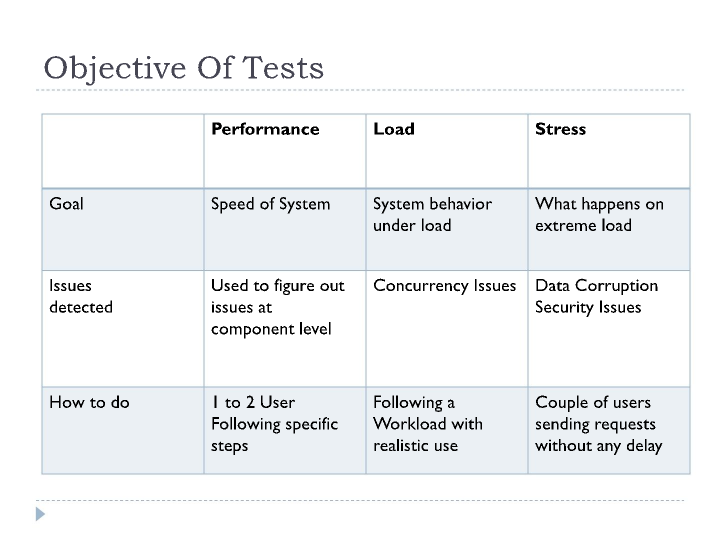 Objective Of Tests
Performance
Load
Stress
Goal
Speed of System
System behavior
under load
What happens on
extreme load
Issues
detected
Used to figure out
issues at
component level
Concurrency Issues
Data Corruption
Security Issues
How to do
1 to 2 User
Following specific
steps
Following a
Workload with
realistic use
Couple of users
sending requests
without any delay